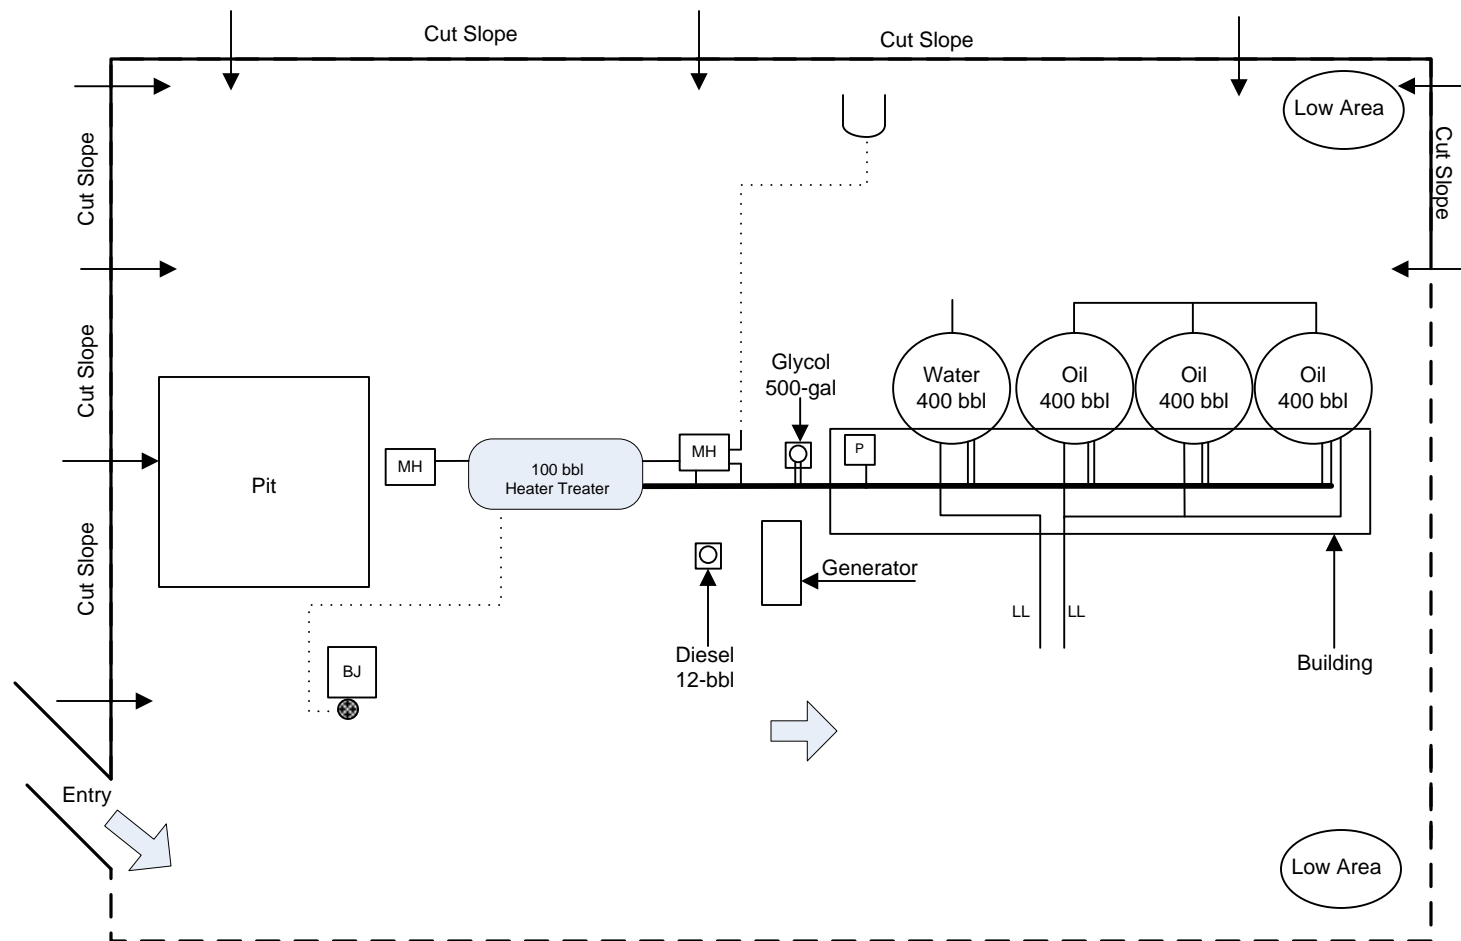 Cut Slope
Cut Slope
Low Area
Cut Slope
Cut Slope
Cut Slope
Glycol
500-gal
Water
400 bbl
Oil
400 bbl
Oil
400 bbl
Oil
400 bbl
MH
P
MH
100 bbl
Heater Treater
Pit
Cut Slope
Generator
LL
LL
Diesel
12-bbl
BJ
Building
Entry
Low Area